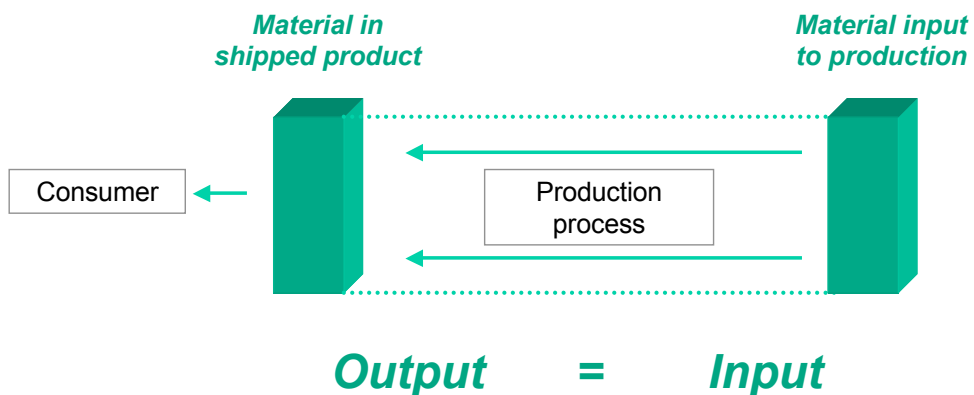 Material in
shipped product
Material input
to production
Consumer
Production
process
Output = Input